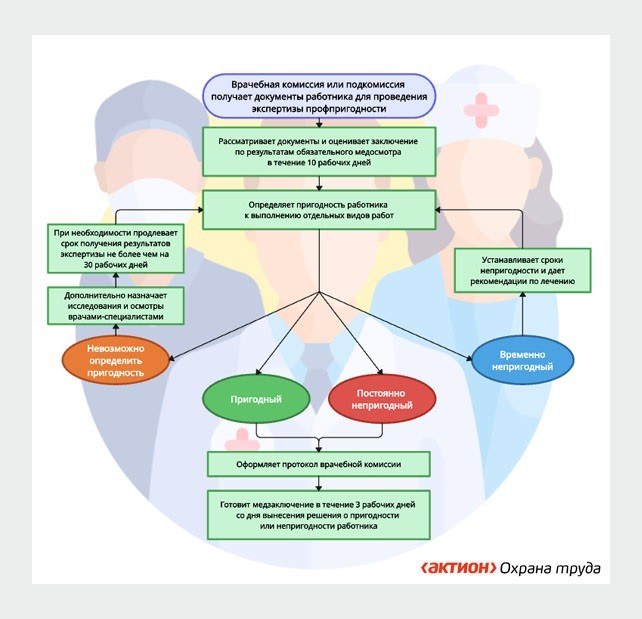 Врачебная комиссия или подкомиссия
получает документы работника для проведения
экспертизы профпригодности
Рассматривает документы и оценивает заключение
по результатам обязательного медосмотра
в течение 10 рабочих дней
Определяет пригодность работника
к выполнению отдельных видов работ
При необходимости продлевает
срок получения результатов
экспертизы не более чем на
30 рабочих дней
Устанавливает сроки
непригодности и дает
рекомендации по лечению
Дополнительно назначает
исследования и осмотры
врачами-специалистами
Невозможно
определить
пригодность
Временно
непригодный
Пригодный
Постоянно
непригодный
Оформляет протокол врачебной комиссии
Готовит медзаключение в течение 3 рабочих дней
со дня вынесения решения о пригодности
или непригодности работника
‹АКТИОН› Охрана труда